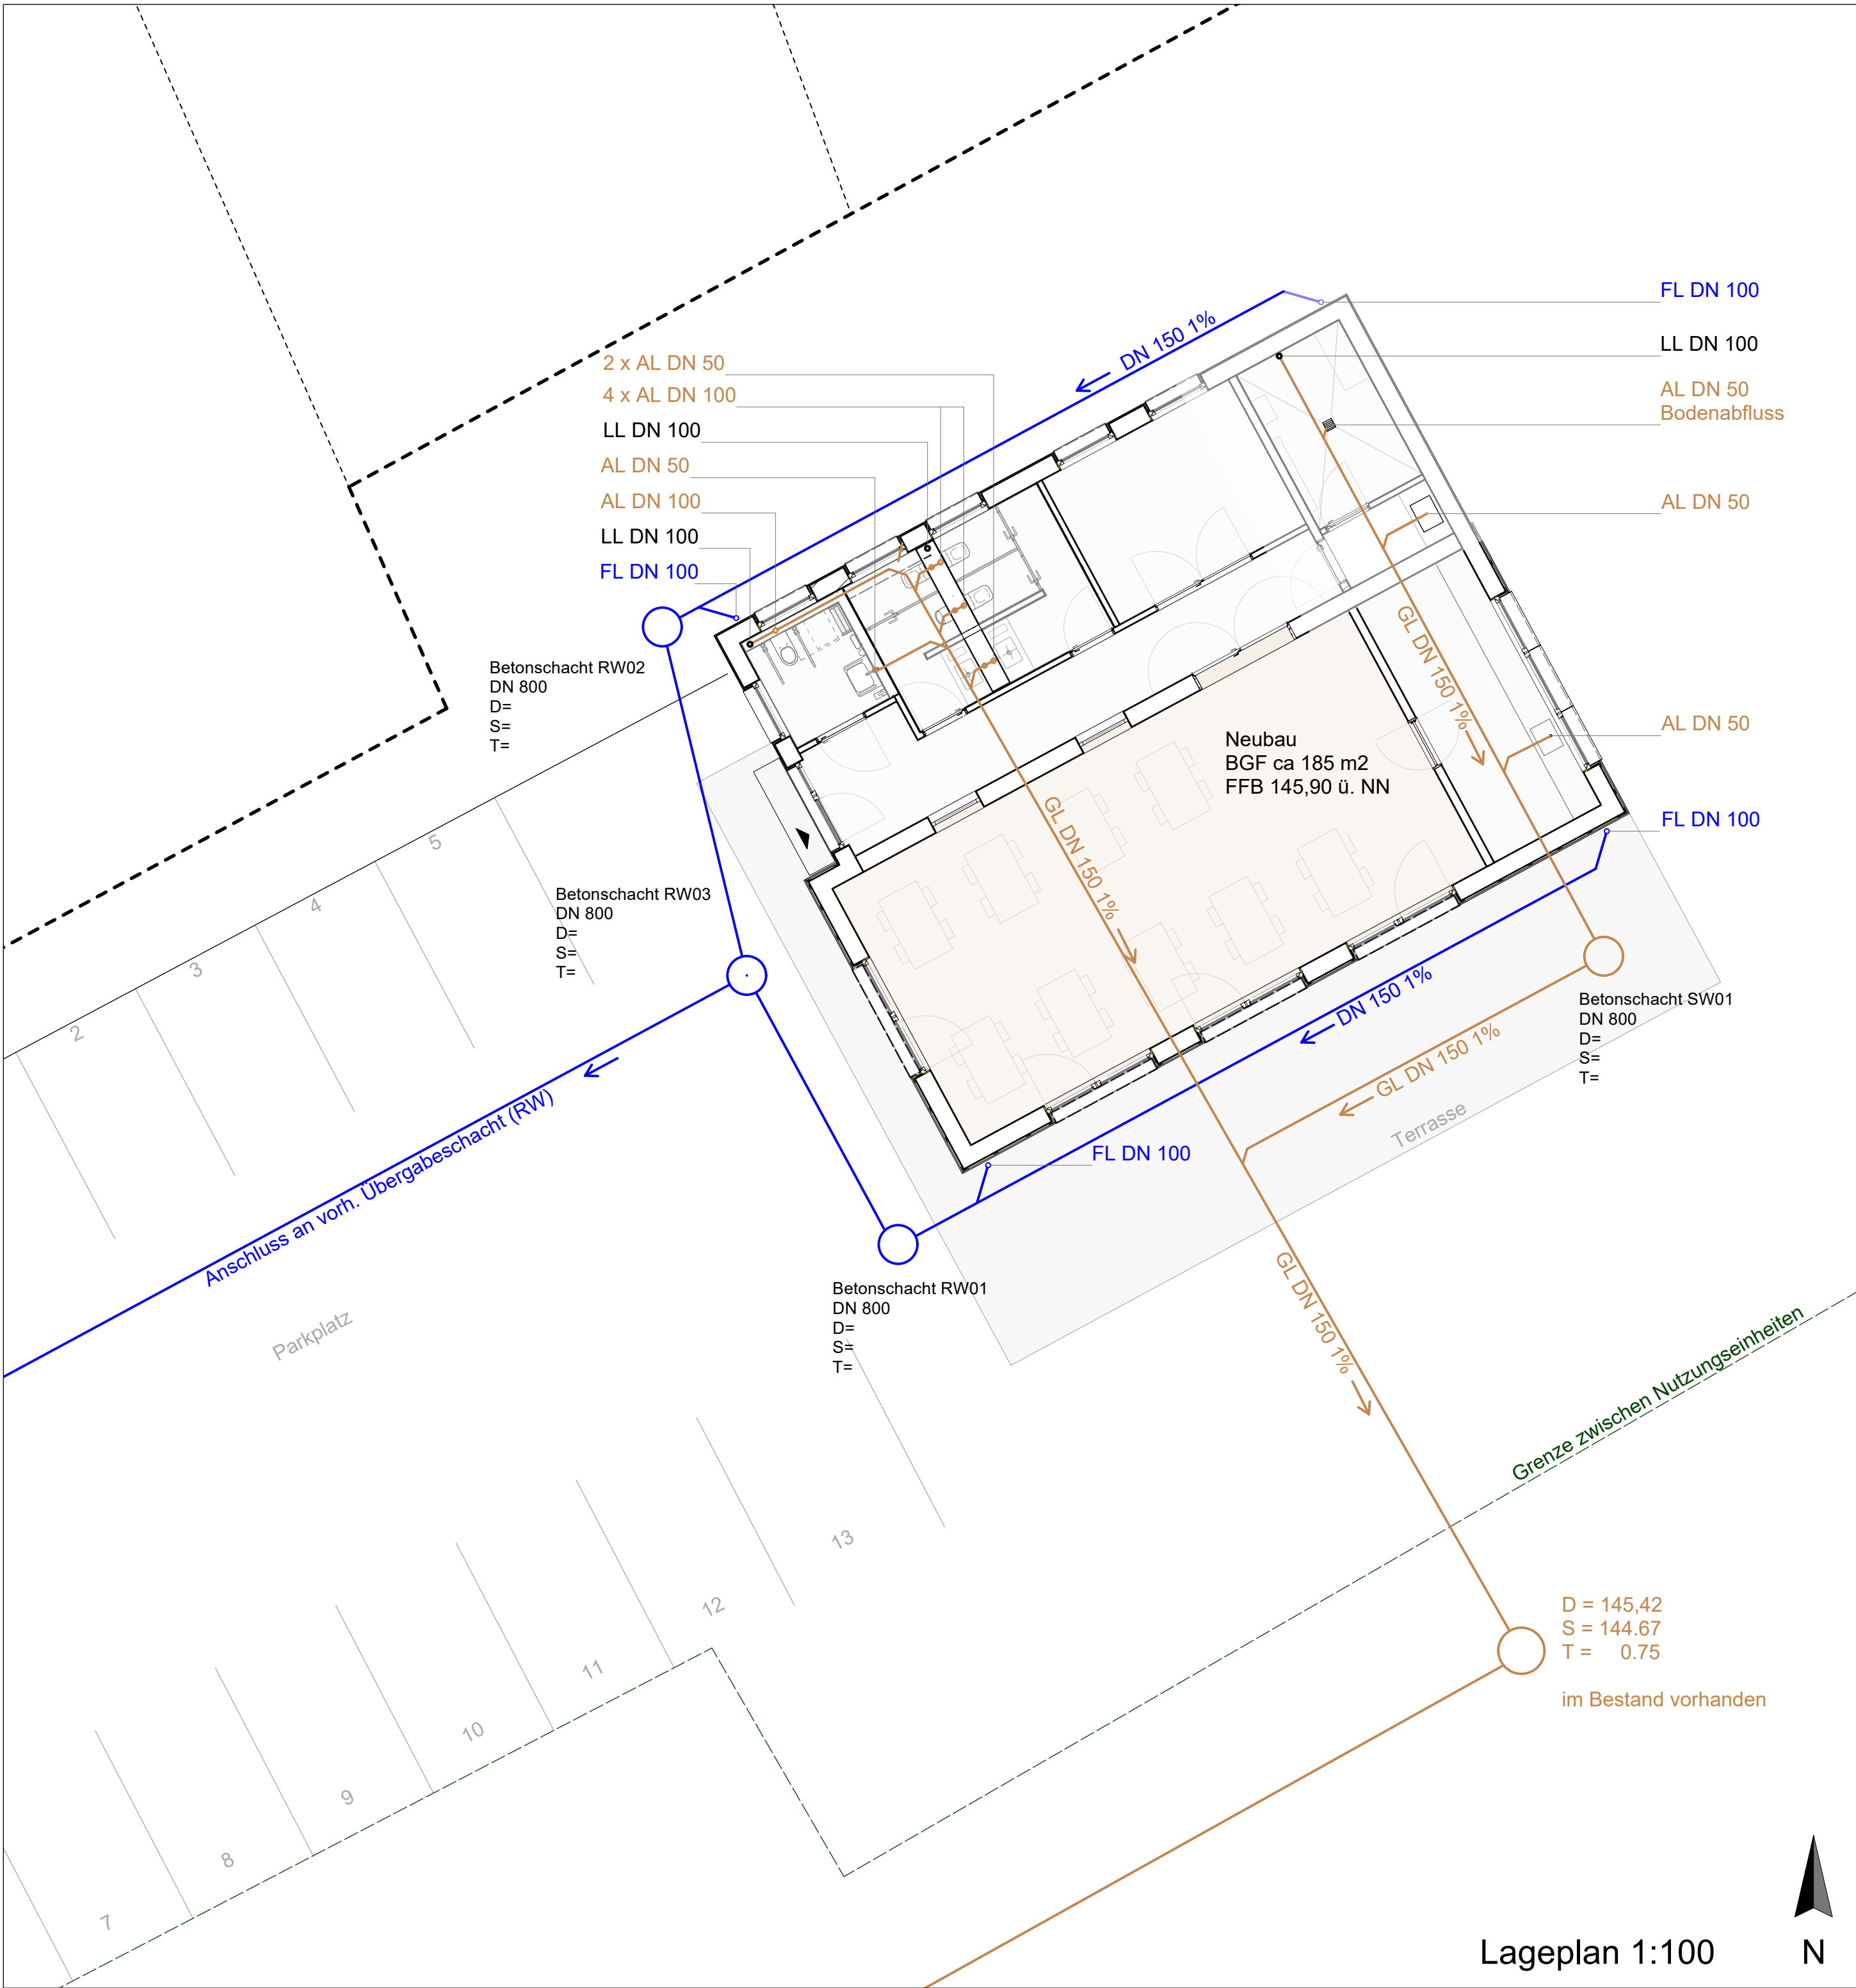 DN 150 1%
FL DN 100
LL DN 100
AL DN 50
Bodenabfluss
AL DN 50
2 x AL DN 50
4 x AL DN 100
LL DN 100
AL DN 50
AL DN 100
LL DN 100
FL DN 100
Betonschacht RW02
DN 800
D=
S=
T=
GL DN 150 1%
AL DN 50
Neubau
BGF ca 185 m2
FFB 145,90 ü. NN
FL DN 100
GL DN 150 1%
5
4
3
2
Betonschacht RW03
DN 800
D=
S=
T=
DN 150 1%
Betonschacht SW01
DN 800
D=
S=
T=
GL DN 150 1%
Terrasse
FL DN 100
Anschluss an vorh. Übergabeschacht (RW)
Betonschacht RW01
DN 800
D=
S=
T=
Parkplatz
GL DN 150 1%
Grenze zwischen Nutzungseinheiten
13
12
11
10
9
8
7
D = 145,42
S = 144.67
T = 0.75
im Bestand vorhanden
Lageplan 1:100
N